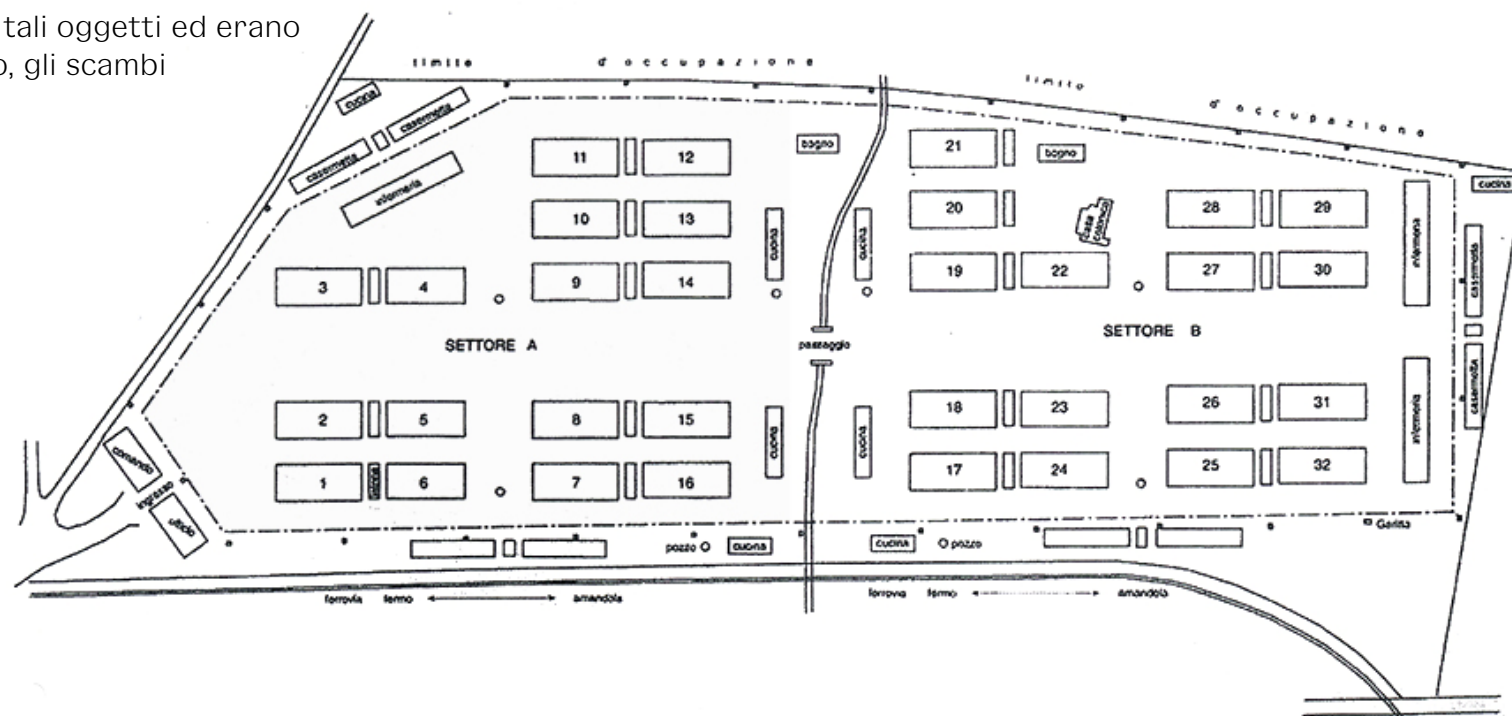 tali oggetti ed erano
o, gli scambi
limite d'occupazione
limite d'occupazione
cucina
casermetta
casermetta
infermeria
11 12
bagno
21
bagno
cucina
10 13
cucina
cucina
20
casa colonica
28 29
infermeria
casermetta
3 4
9 14
19 22
27 30
SETTORE A
passaggio
SETTORE B
2 5
8 15
cucina
cucina
18 23
26 31
infermeria
casermetta
comando
ingresso
ufficio
1 6
7 16
17 24
25 32
Garitta
pozzo
cucina
cucina
pozzo
ferrovia fermo amandola
ferrovia fermo amandola